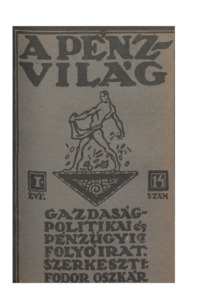 A PÉNZ-
VILÁG
I. 14
ÉVF. SZÁM
GAZDASÁG-
POLITIKAI és
PÉNZÜGYI
FOLYÓIRAT.
SZERKESZTI:
FODOR OSZKÁR